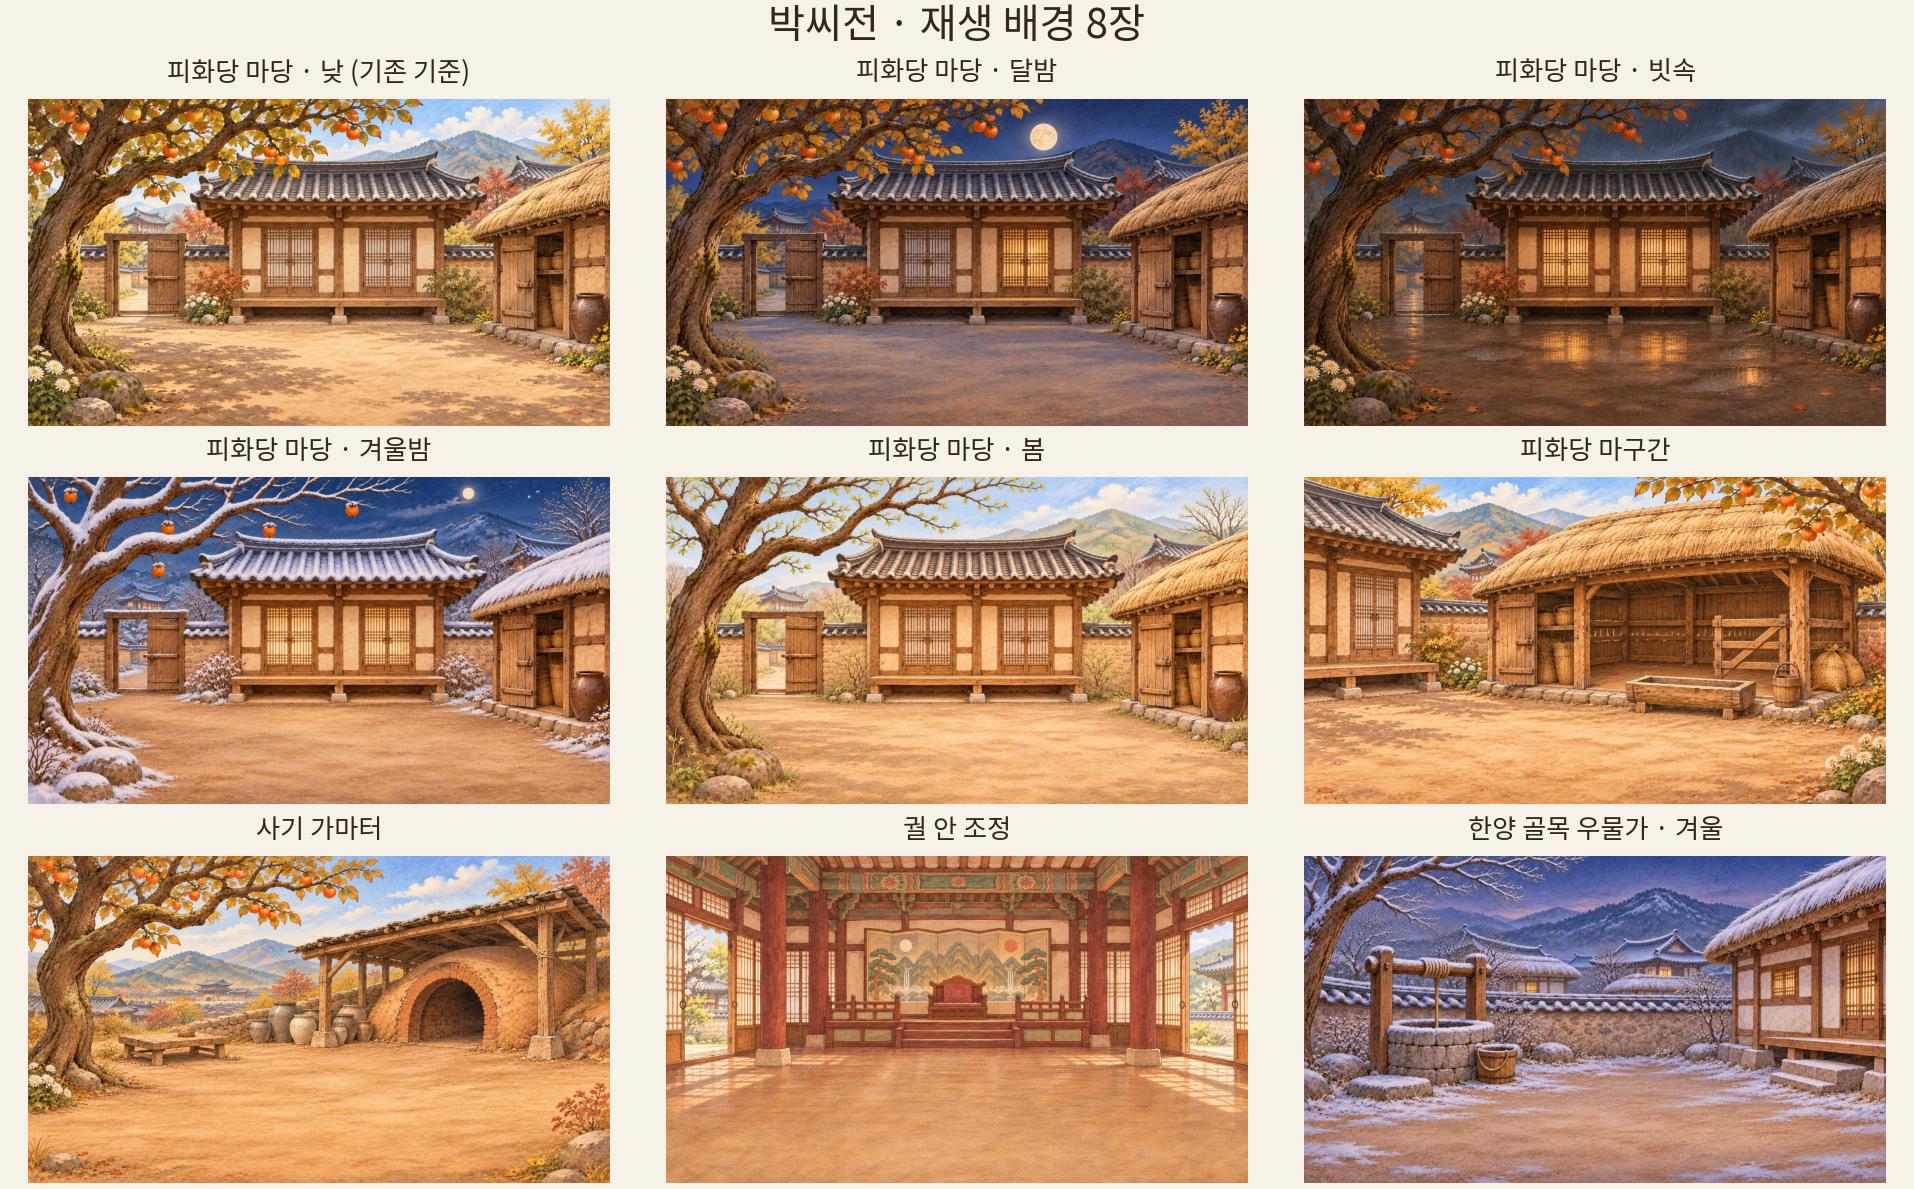 박씨전 · 재생 배경 8장
피화당 마당 · 낮 (기존 기준)
피화당 마당 · 달밤
피화당 마당 · 빗속
피화당 마당 · 겨울밤
피화당 마당 · 봄
피화당 마구간
사기 가마터
궐 안 조정
한양 골목 우물가 · 겨울